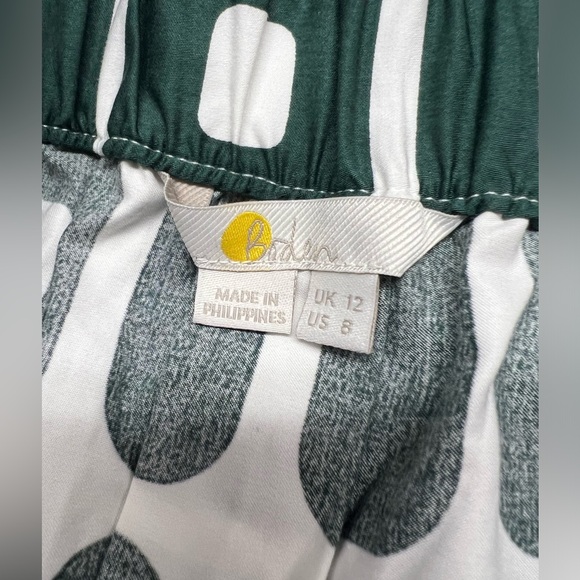 Boden
MADE IN
PHILIPPINES
UK 12
US 8